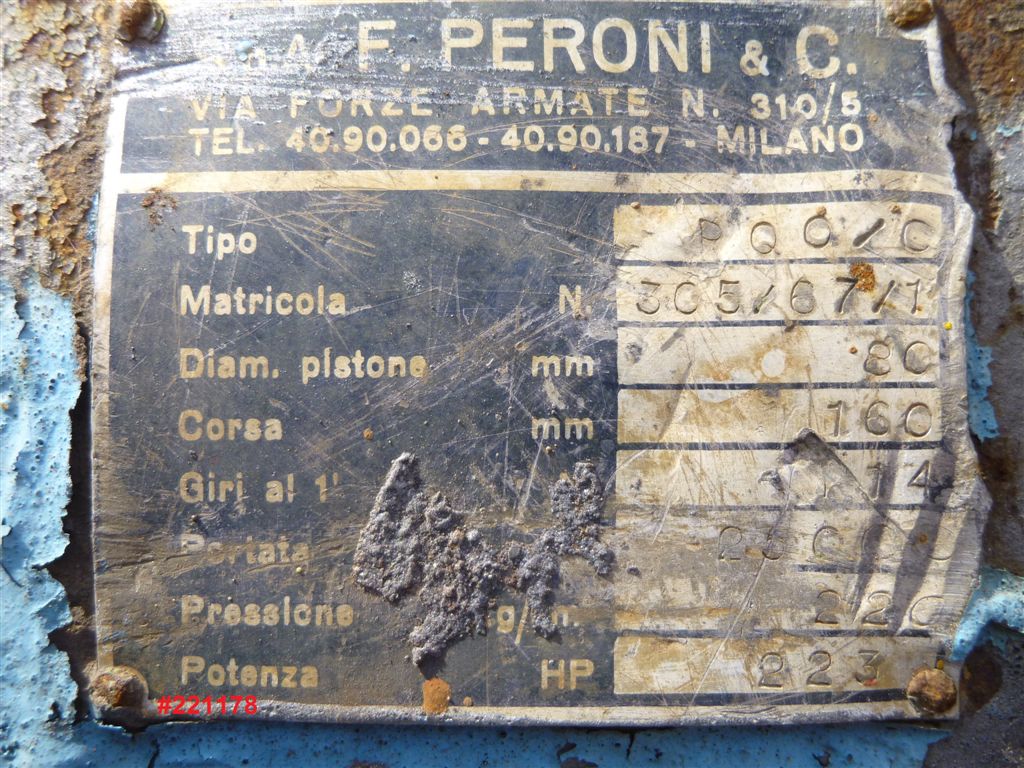 F. PERONI & C.
VIA FORZE ARMATE N. 310/5
TEL. 40.90.066 - 40.90.187 - MILANO
Tipo PQ0/C
Matricola N. 305/67/1
Diam. pistone mm 80
Corsa mm 160
Giri al 1'
Portata
Pressione 220
Potenza HP 223
#221178